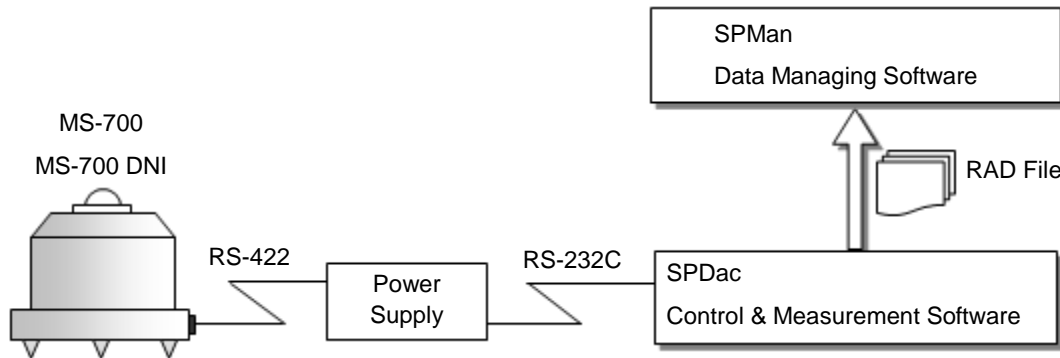 SPMan
Data Managing Software
MS-700
MS-700 DNI
RAD File
RS-422
RS-232C
Power
Supply
SPDac
Control & Measurement Software